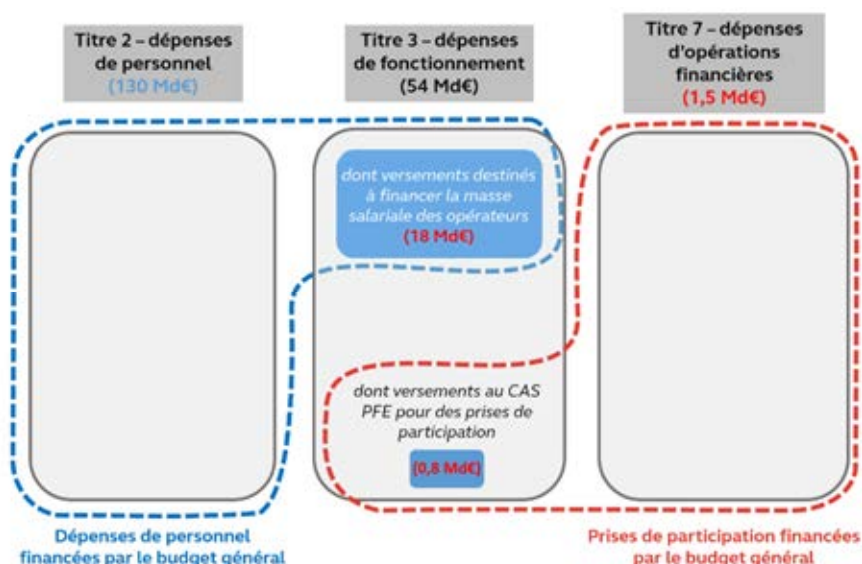 Titre 2 – dépenses
de personnel
(130 Md€)
Titre 3 – dépenses
de fonctionnement
(54 Md€)
Titre 7 – dépenses
d'opérations
financières
(1,5 Md€)
dont versements destinés
à financer la masse
salariale des opérateurs
(18 Md€)
dont versements au CAS
PFE pour des prises de
participation
(0,8 Md€)
Dépenses de personnel
financées par le budget général
Prises de participation financées
par le budget général